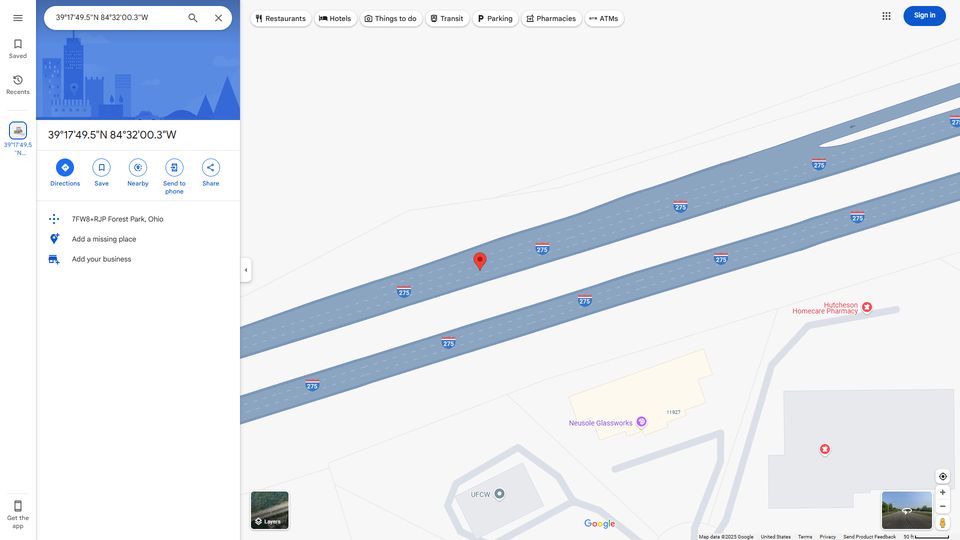 39°17'49.5"N 84°32'00.3"W
Restaurants
Hotels
Things to do
Transit
Parking
Pharmacies
ATMs
Sign in
Saved
Recents
39°17'49.5
"N...
39°17'49.5"N 84°32'00.3"W
Directions
Save
Nearby
Send to
phone
Share
7FW8+RJP Forest Park, Ohio
Add a missing place
Add your business
Get the
app
275
275
275
275
275
275
275
275
275
275
Hutcheson
Homecare Pharmacy
11927
Neusole Glassworks
UFCW
Layers
Google
Map data ©2025 Google
United States
Terms
Privacy
Send Product Feedback
50 ft